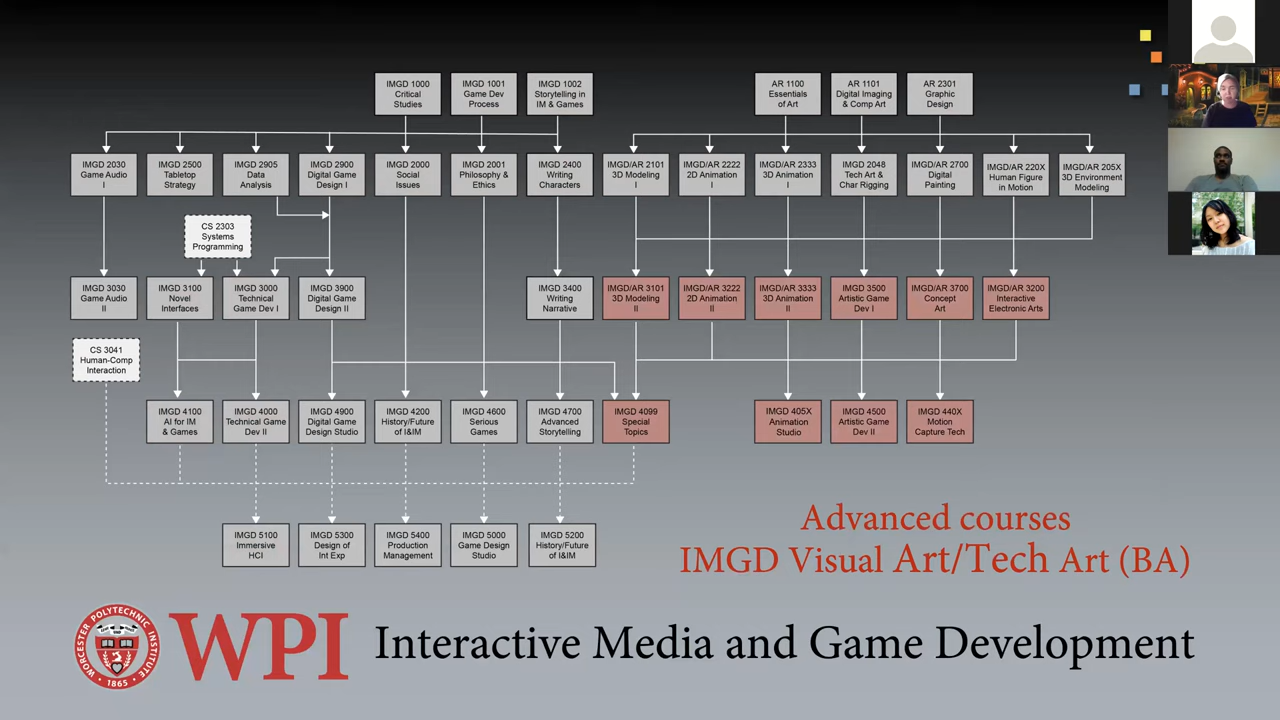 IMGD 1000
Critical
Studies
IMGD 1001
Game Dev
Process
IMGD 1002
Storytelling in
IM & Games
AR 1100
Essentials
of Art
AR 1101
Digital Imaging
& Comp Art
AR 2301
Graphic
Design
IMGD 2030
Game Audio
I
IMGD 2500
Tabletop
Strategy
IMGD 2905
Data
Analysis
IMGD 2900
Digital Game
Design I
IMGD 2000
Social
Issues
IMGD 2001
Philosophy &
Ethics
IMGD 2400
Writing
Characters
IMGD/AR 2101
3D Modeling
I
IMGD/AR 2222
2D Animation
I
IMGD/AR 2333
3D Animation
I
IMGD 2048
Tech Art &
Char Rigging
IMGD/AR 2700
Digital
Painting
IMGD/AR 220X
Human Figure
in Motion
IMGD/AR 205X
3D Environment
Modeling
CS 2303
Systems
Programming
IMGD 3030
Game Audio
II
IMGD 3100
Novel
Interfaces
IMGD 3000
Technical
Game Dev I
IMGD 3900
Digital Game
Design II
IMGD 3400
Writing
Narrative
IMGD/AR 3101
3D Modeling
II
IMGD/AR 3222
2D Animation
II
IMGD/AR 3333
3D Animation
II
IMGD 3500
Artistic Game
Dev I
IMGD/AR 3700
Concept
Art
IMGD/AR 3200
Interactive
Electronic Arts
CS 3041
Human-Comp
Interaction
IMGD 4100
AI for IM
& Games
IMGD 4000
Technical Game
Dev II
IMGD 4900
Digital Game
Design Studio
IMGD 4200
History/Future
of I&IM
IMGD 4600
Serious
Games
IMGD 4700
Advanced
Storytelling
IMGD 4099
Special
Topics
IMGD 405X
Animation
Studio
IMGD 4500
Artistic Game
Dev II
IMGD 440X
Motion
Capture Tech
IMGD 5100
Immersive
HCI
IMGD 5300
Design of
Int Exp
IMGD 5400
Production
Management
IMGD 5000
Game Design
Studio
IMGD 5200
History/Future
of I&IM
Advanced courses
IMGD Visual Art/Tech Art (BA)
WORCESTER POLYTECHNIC INSTITUTE
1865
WPI
Interactive Media and Game Development